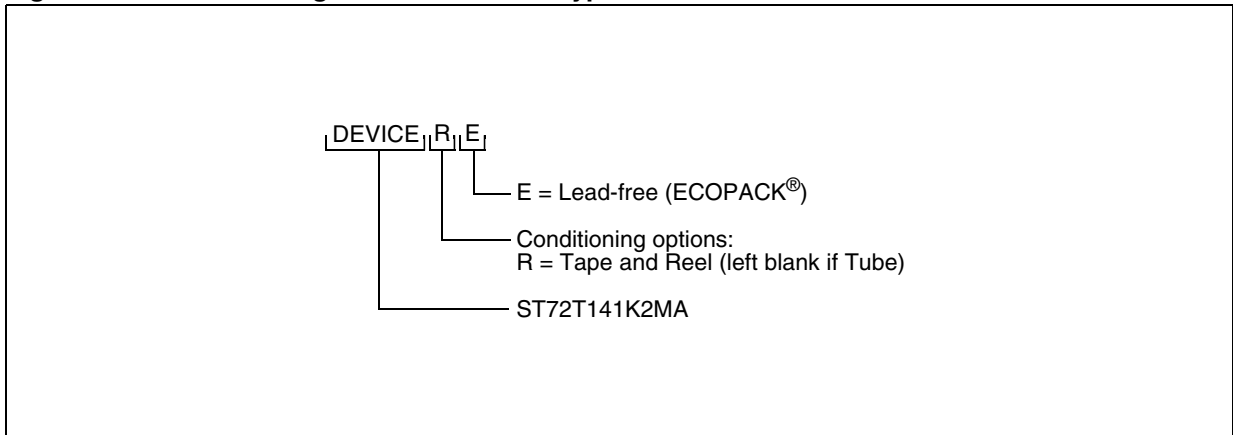 DEVICE R E
E = Lead-free (ECOPACK®)
Conditioning options:
R = Tape and Reel (left blank if Tube)
ST72T141K2MA